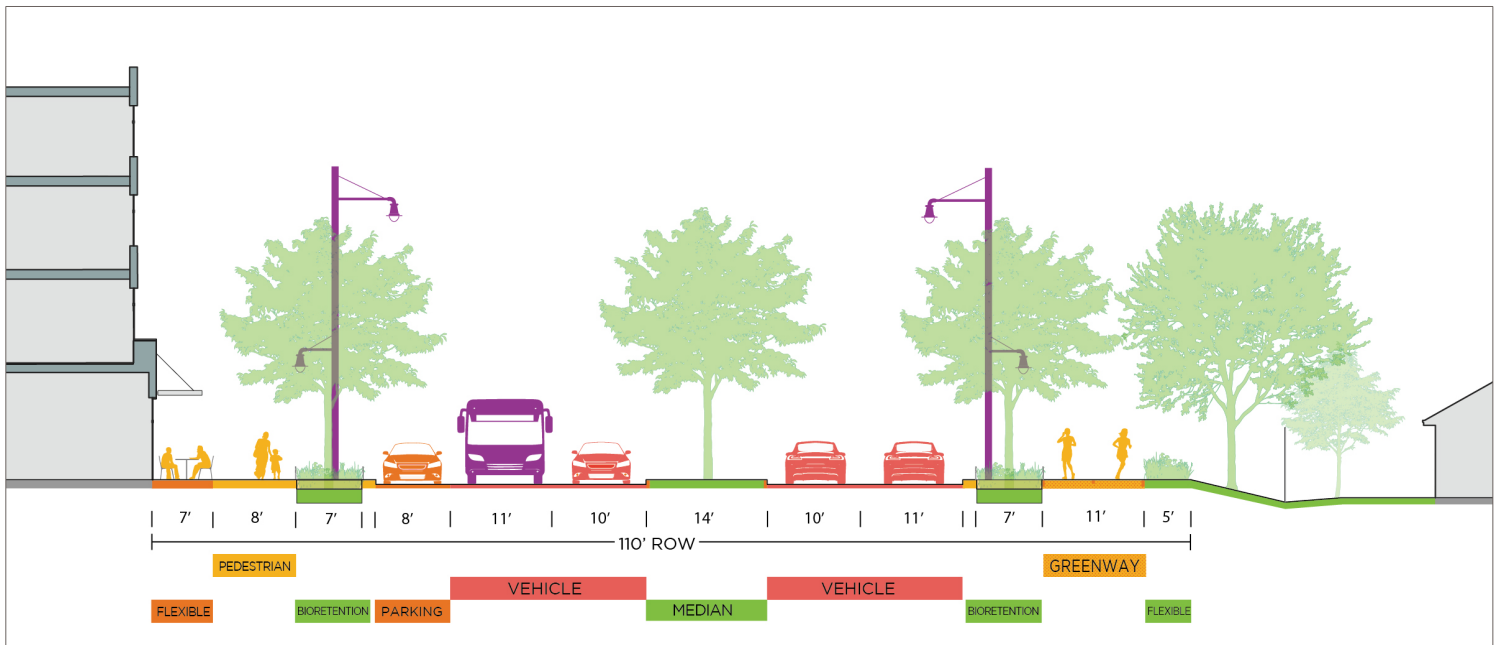 7’ 8’ 7’ 8’ 11’ 10’ 14’ 10’ 11’ 7’ 11’ 5’
110’ ROW
PEDESTRIAN GREENWAY
VEHICLE VEHICLE
FLEXIBLE BIORETENTION PARKING MEDIAN BIORETENTION FLEXIBLE